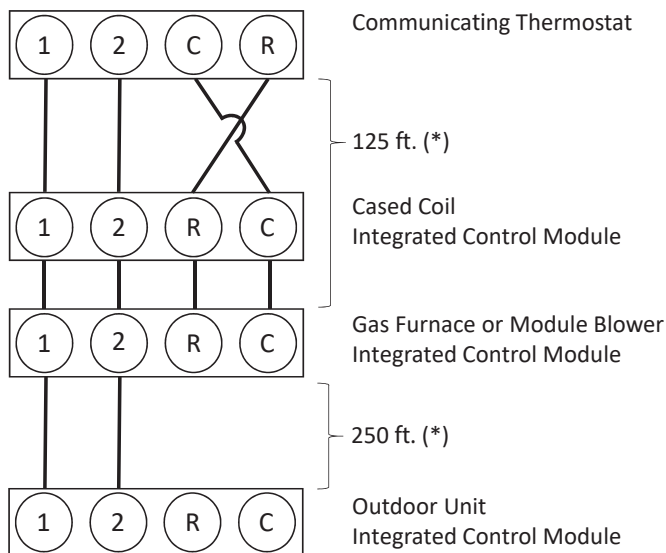 1 2 C R
Communicating Thermostat
125 ft. (*)
1 2 R C
Cased Coil
Integrated Control Module
1 2 R C
Gas Furnace or Module Blower
Integrated Control Module
250 ft. (*)
1 2 R C
Outdoor Unit
Integrated Control Module